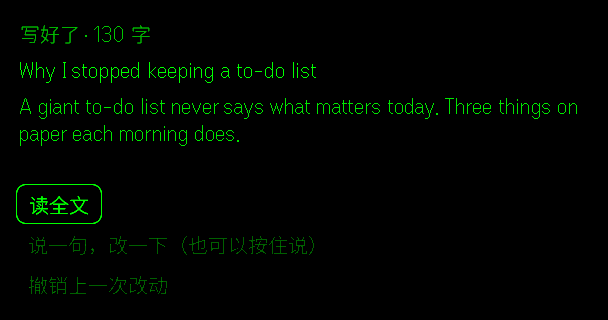 写好了 · 130 字
Why I stopped keeping a to-do list
A giant to-do list never says what matters today. Three things on
paper each morning does.
读全文
说一句，改一下（也可以按住说）
撤销上一次改动